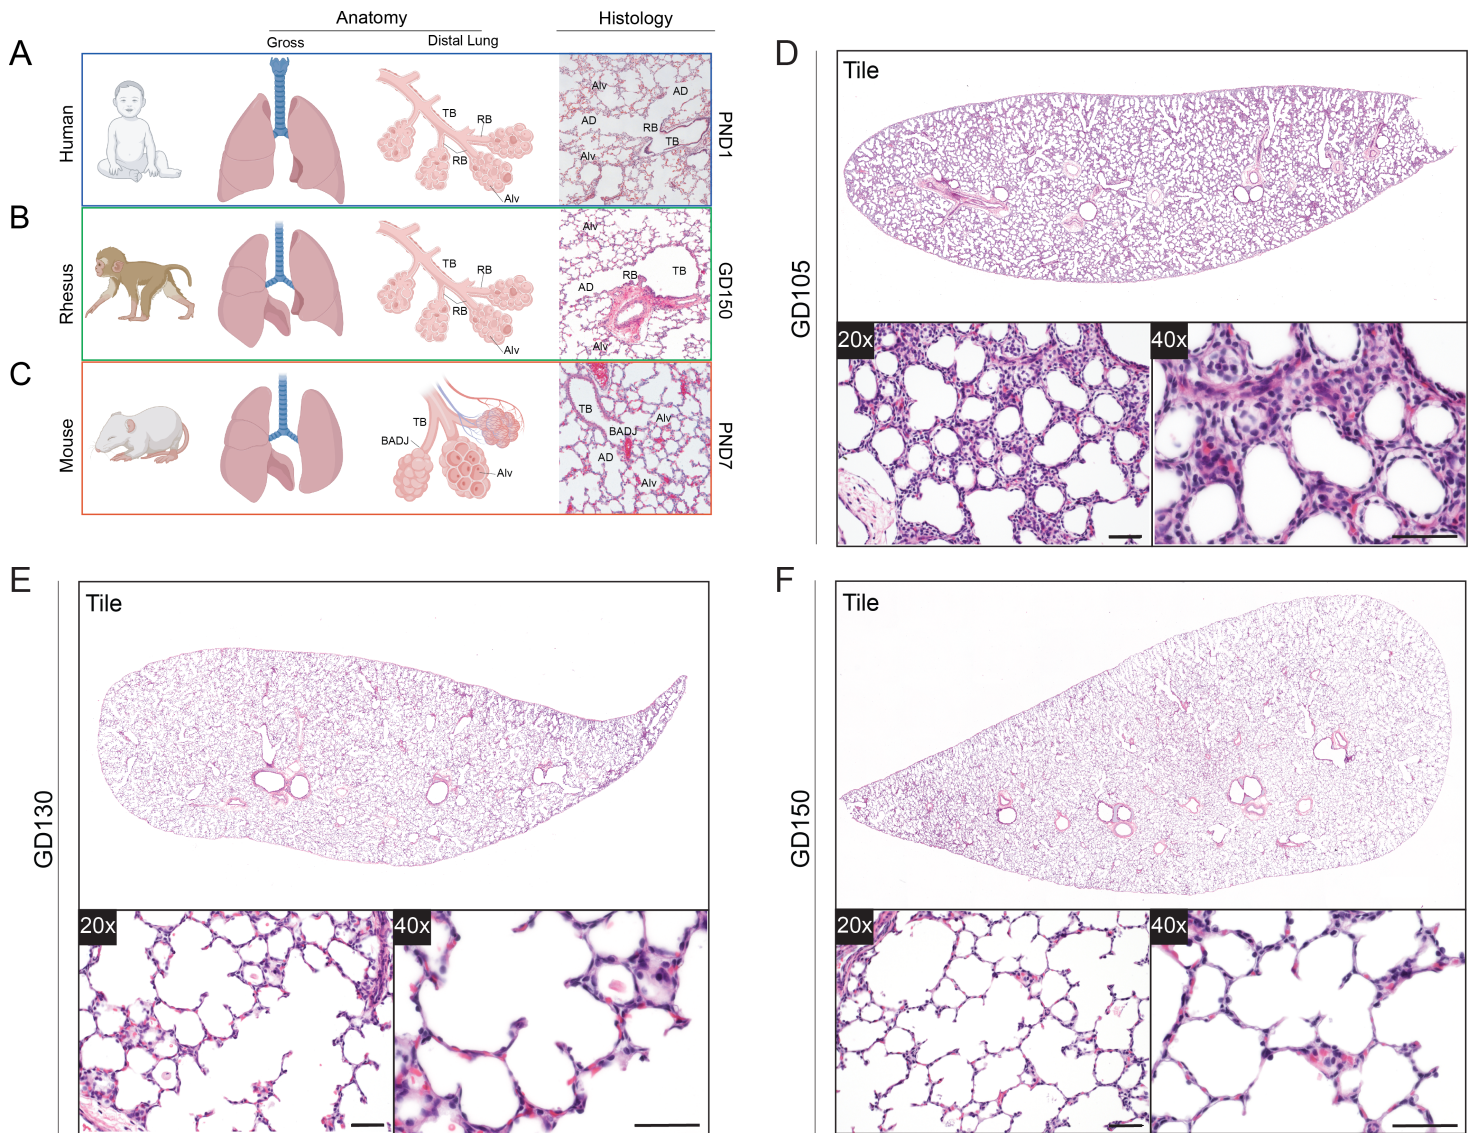 Anatomy
Histology
Gross
Distal Lung
A
Human
TB
RB
RB
Alv
Alv
AD
AD
RB
TB
Alv
PND1
B
Rhesus
TB
RB
RB
Alv
Alv
TB
RB
AD
Alv
GD150
C
Mouse
TB
BADJ
Alv
TB
Alv
BADJ
AD
Alv
PND7
D
GD105
Tile
20x
40x
E
GD130
Tile
20x
40x
F
GD150
Tile
20x
40x